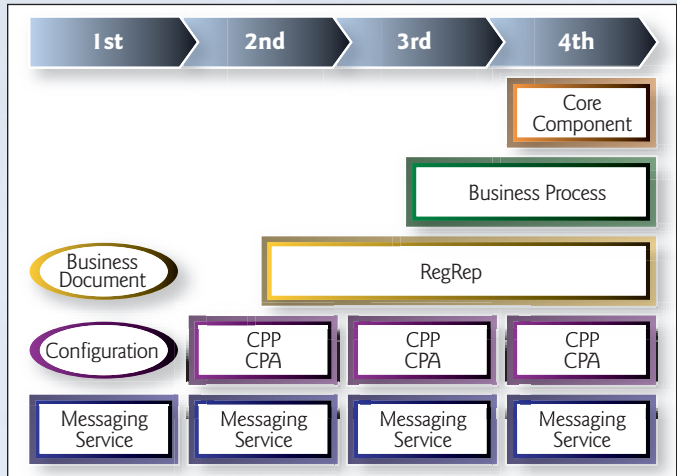 1st 2nd 3rd 4th
Core
Component
Business Process
Business
Document
RegRep
Configuration
CPP
CPA
CPP
CPA
CPP
CPA
Messaging
Service
Messaging
Service
Messaging
Service
Messaging
Service